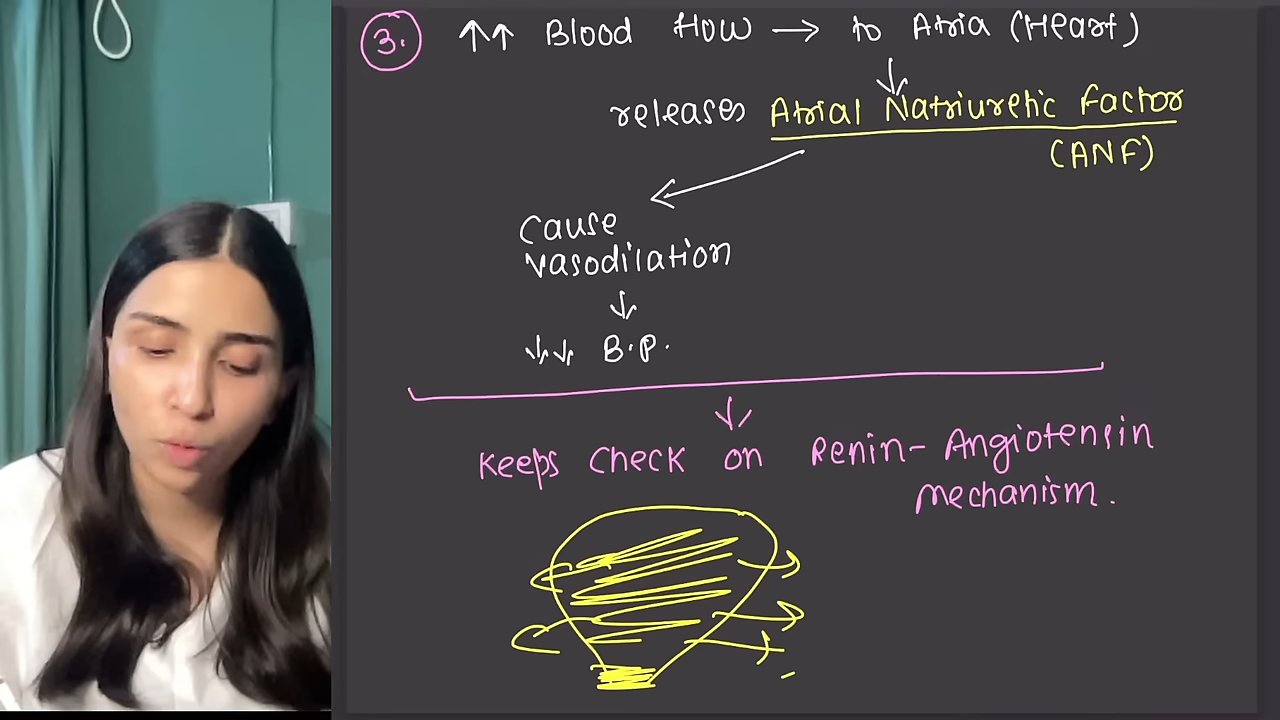 3. ↑↑ Blood Flow → to Atria (Heart)
↓
releases Atrial Natriuretic Factor
(ANF)
Cause
vasodilation
↓
↓↓ B.P.
↓
Keeps Check on Renin-Angiotensin
mechanism.